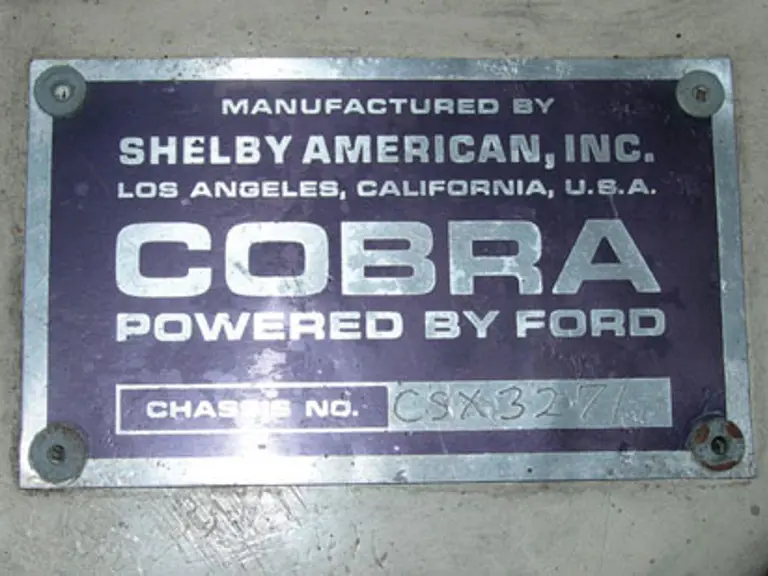 MANUFACTURED BY
SHELBY AMERICAN, INC.
LOS ANGELES, CALIFORNIA, U.S.A.
COBRA
POWERED BY FORD
CHASSIS NO. CSX3271